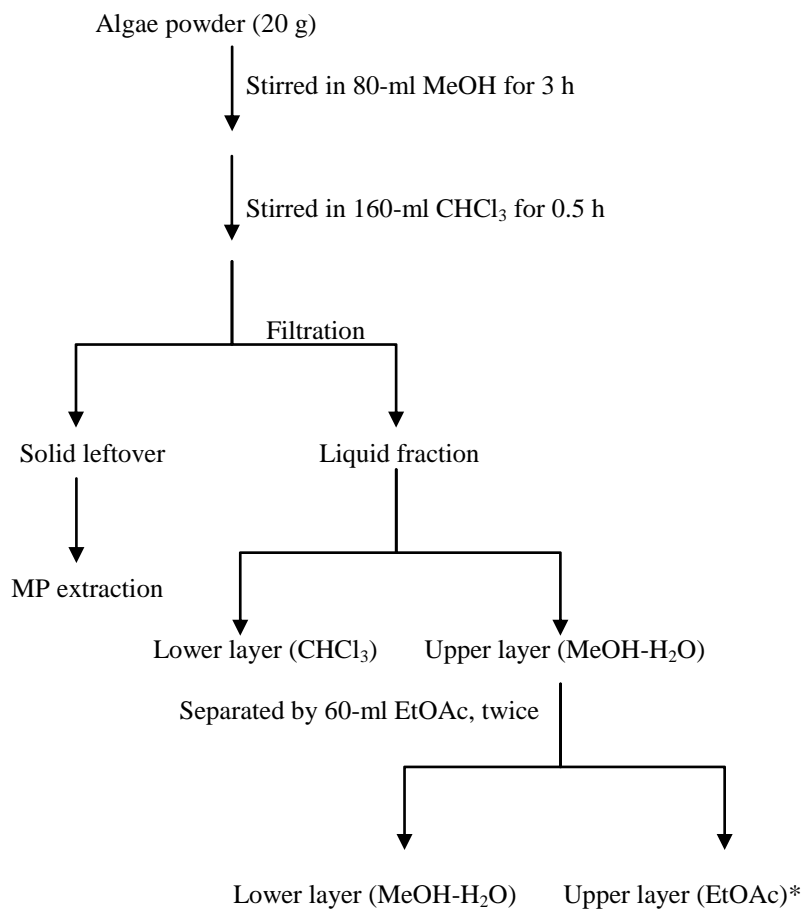 Algae powder (20 g)
Stirred in 80-ml MeOH for 3 h
Stirred in 160-ml CHCl₃ for 0.5 h
Filtration
Solid leftover
Liquid fraction
MP extraction
Lower layer (CHCl₃)
Upper layer (MeOH-H₂O)
Separated by 60-ml EtOAc, twice
Lower layer (MeOH-H₂O)
Upper layer (EtOAc)*